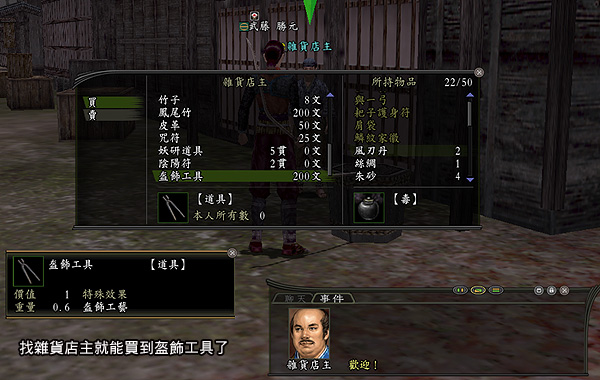 武藤 勝元
雜貨店主
雜貨店主
所持物品 22/50
買
賣
竹子 8文
鳳尾竹 200文
皮革 50文
咒符 25文
妖研道具 5貫 0文
陰陽符 2貫 0文
盔飾工具 200文
與一弓
把子護身符
肩袋
鱗紋家徽
風刃丹 2
絲綢 1
朱砂 4
【道具】
本人所有數 0
【毒】
盔飾工具 【道具】
價值 1 特殊效果
重量 0.6 盔飾工藝
聊天 事件
雜貨店主 歡迎！
找雜貨店主就能買到盔飾工具了